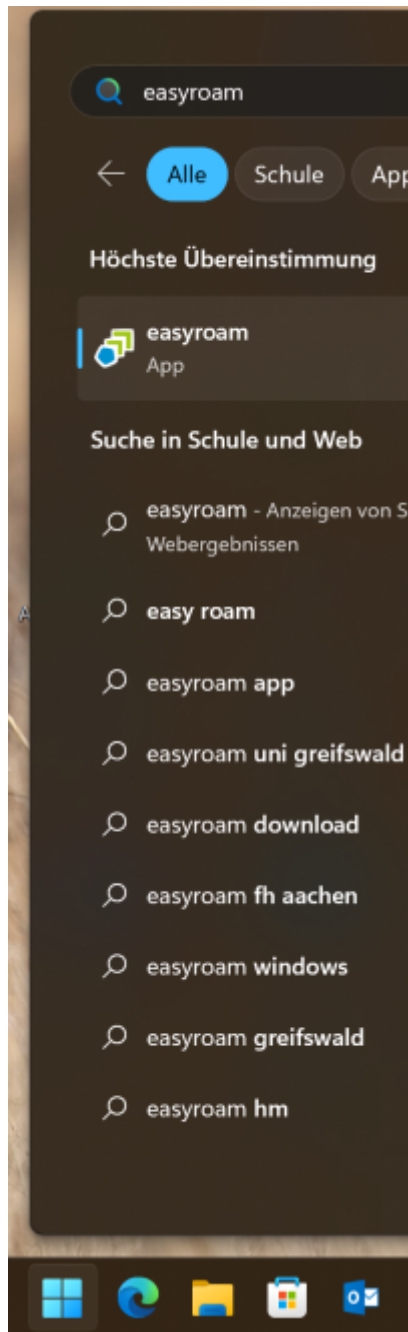 easyroam
Alle Schule App
Höchste Übereinstimmung
easyroam
App
Suche in Schule und Web
easyroam - Anzeigen von S
Webergebnissen
easy roam
easyroam app
easyroam uni greifswald
easyroam download
easyroam fh aachen
easyroam windows
easyroam greifswald
easyroam hm